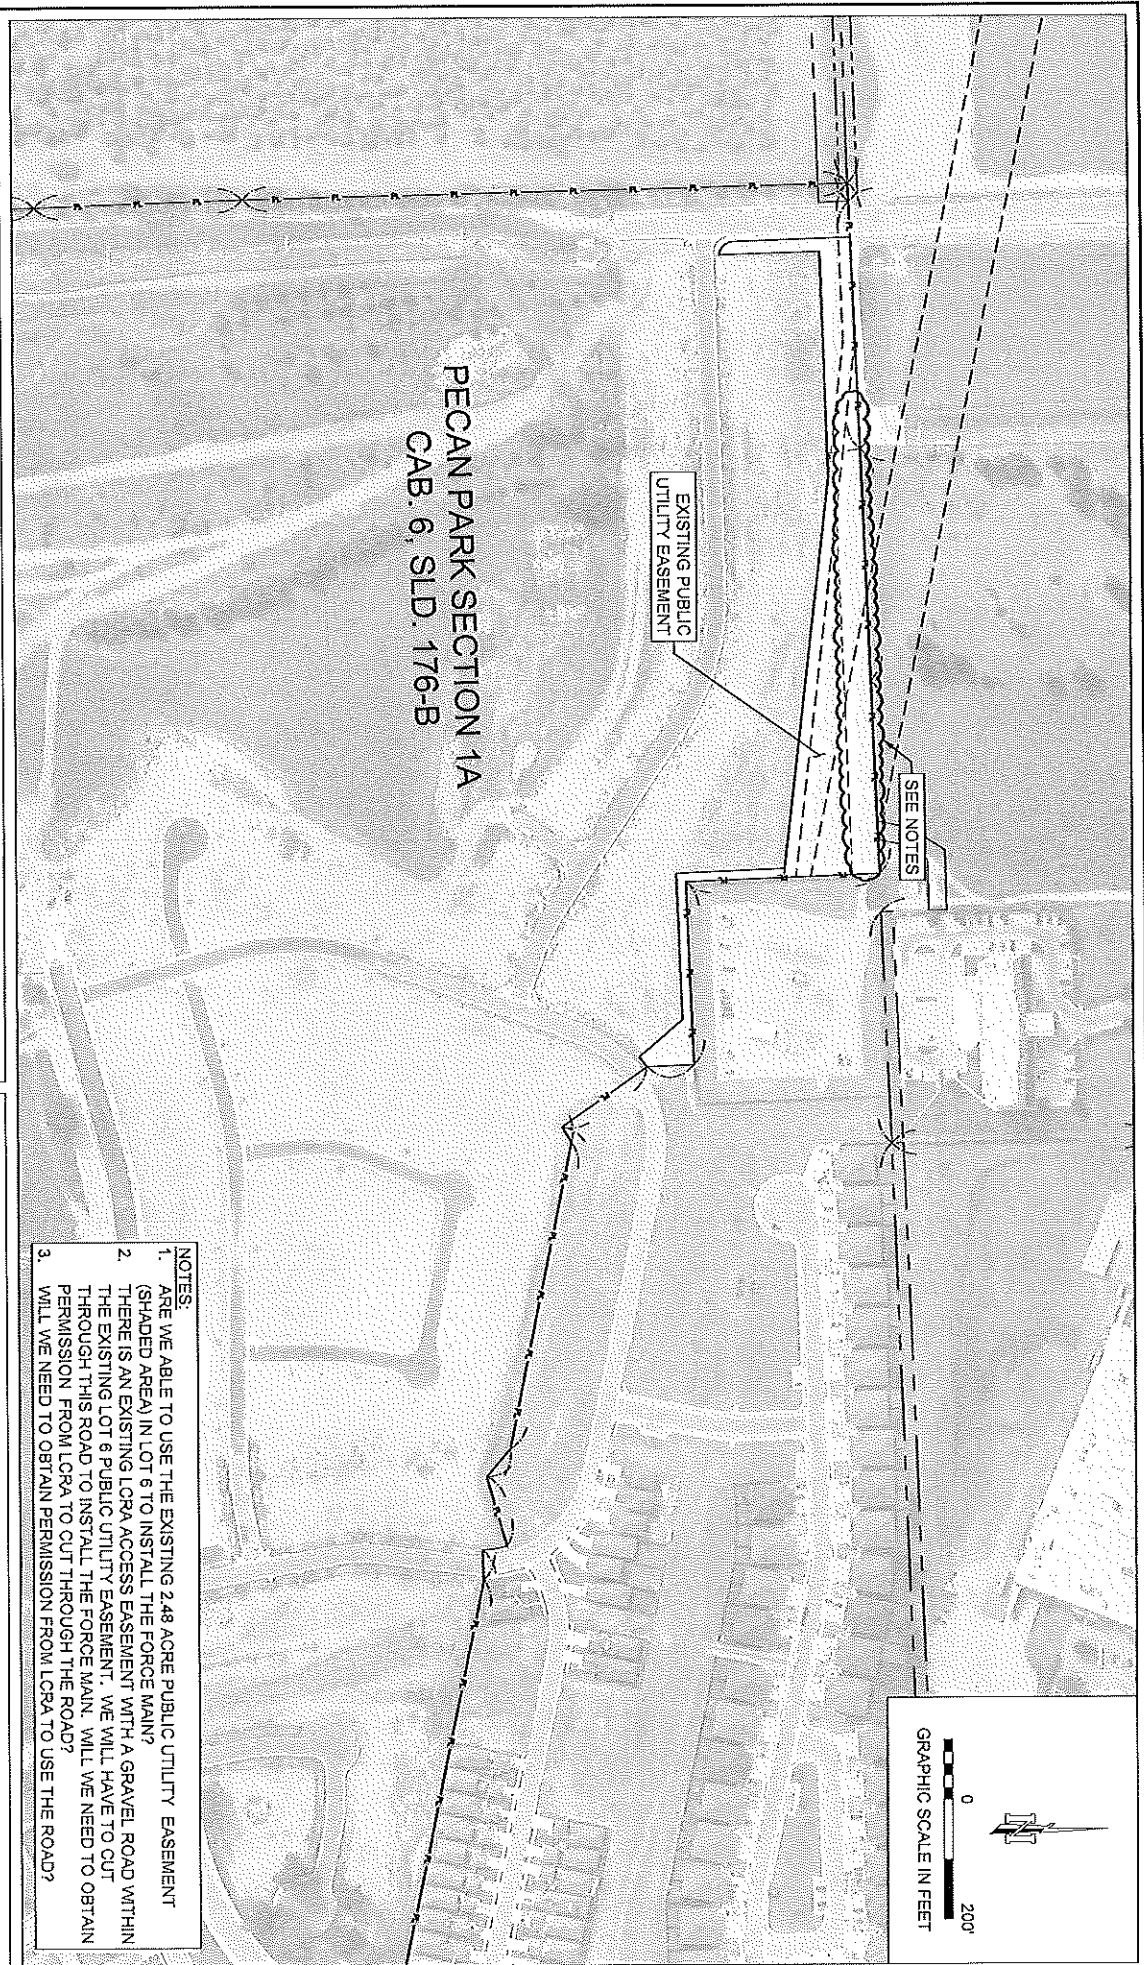 PECAN PARK SECTION 1A
CAB. 6, SLD. 176-B
EXISTING PUBLIC
UTILITY EASEMENT
SEE NOTES
NOTES:
1. ARE WE ABLE TO USE THE EXISTING 2.48 ACRE PUBLIC UTILITY EASEMENT
(SHADED AREA) IN LOT 6 TO INSTALL THE FORCE MAIN?
2. THERE IS AN EXISTING LCRA ACCESS EASEMENT WITH A GRAVEL ROAD WITHIN
THE EXISTING LOT 6 PUBLIC UTILITY EASEMENT. WE WILL HAVE TO CUT
THROUGH THIS ROAD TO INSTALL THE FORCE MAIN. WILL WE NEED TO OBTAIN
PERMISSION FROM LCRA TO CUT THROUGH THE ROAD?
3. WILL WE NEED TO OBTAIN PERMISSION FROM LCRA TO USE THE ROAD?
N
0 200'
GRAPHIC SCALE IN FEET